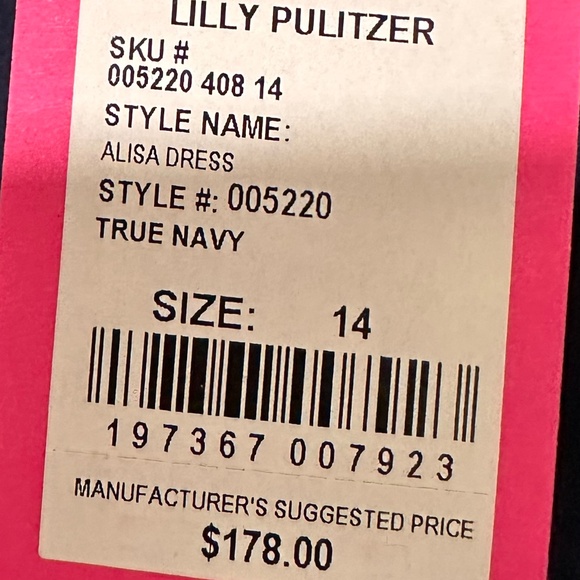 LILLY PULITZER
SKU #
005220 408 14
STYLE NAME:
ALISA DRESS
STYLE #: 005220
TRUE NAVY
SIZE: 14
197367 007923
MANUFACTURER'S SUGGESTED PRICE
$178.00